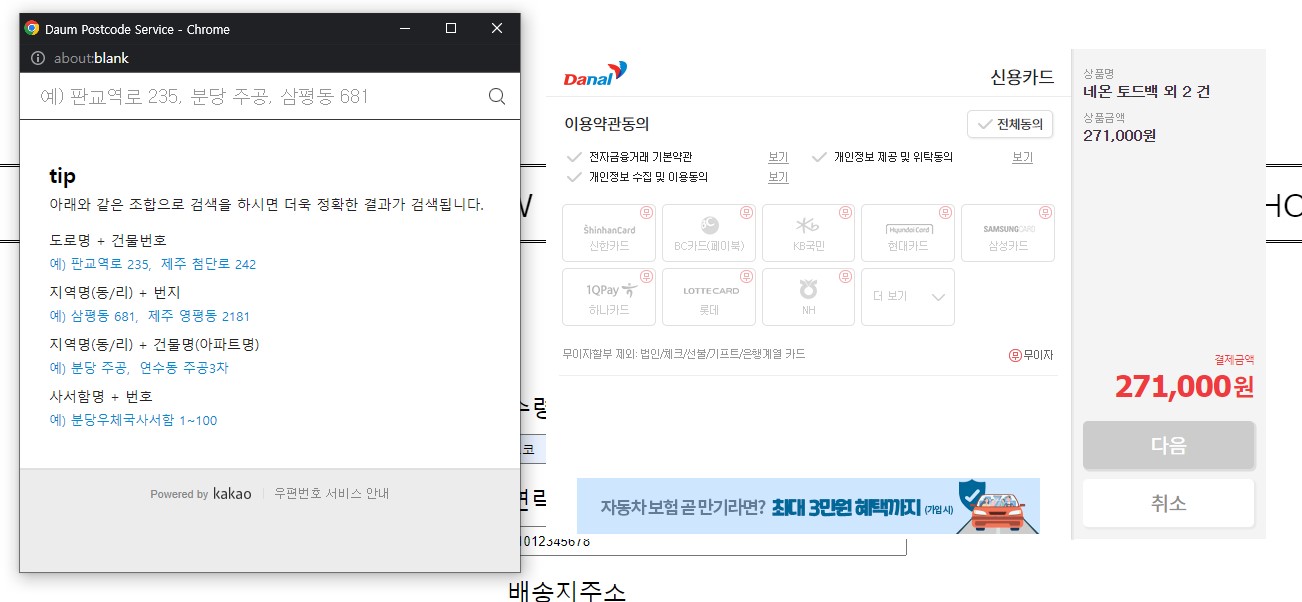 Daum Postcode Service - Chrome
about:blank
예) 판교역로 235, 분당 주공, 삼평동 681
tip
아래와 같은 조합으로 검색을 하시면 더욱 정확한 결과가 검색됩니다.
도로명 + 건물번호
예) 판교역로 235, 제주 첨단로 242
지역명(동/리) + 번지
예) 삼평동 681, 제주 영평동 2181
지역명(동/리) + 건물명(아파트명)
예) 분당 주공, 연수동 주공3차
사서함명 + 번호
예) 분당우체국사서함 1~100
Powered by kakao
우편번호 서비스 안내
Danal
신용카드
이용약관동의
전체동의
전자금융거래 기본약관 보기
개인정보 제공 및 위탁동의 보기
개인정보 수집 및 이용동의 보기
무
ShinhanCard
신한카드
무
BC카드(페이북)
무
KB국민
무
HyundaiCard
현대카드
무
SAMSUNG CARD
삼성카드
무
1QPay
하나카드
무
LOTTECARD
롯데
무
NH
더 보기
무이자할부 제외: 법인/체크/선불/기프트/은행계열 카드
무 무이자
자동차보험 곧 만기라면? 최대 3만원 혜택까지 (가입 시)
상품명
네온 토드백 외 2 건
상품금액
271,000원
결제금액
271,000원
다음
취소
W
HO
수령
코
연락
1012345678
배송지주소